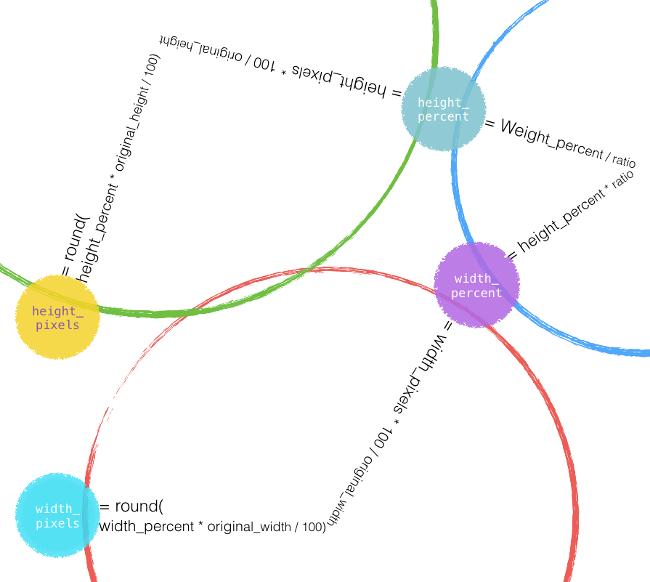 = height_pixels * 100 / original_height
height_
percent
= Weight_percent / ratio
= round(
height_percent * original_height / 100)
= height_percent * ratio
width_
percent
height_
pixels
= width_pixels * 100 / original_width
width_
pixels
= round(
width_percent * original_width / 100)